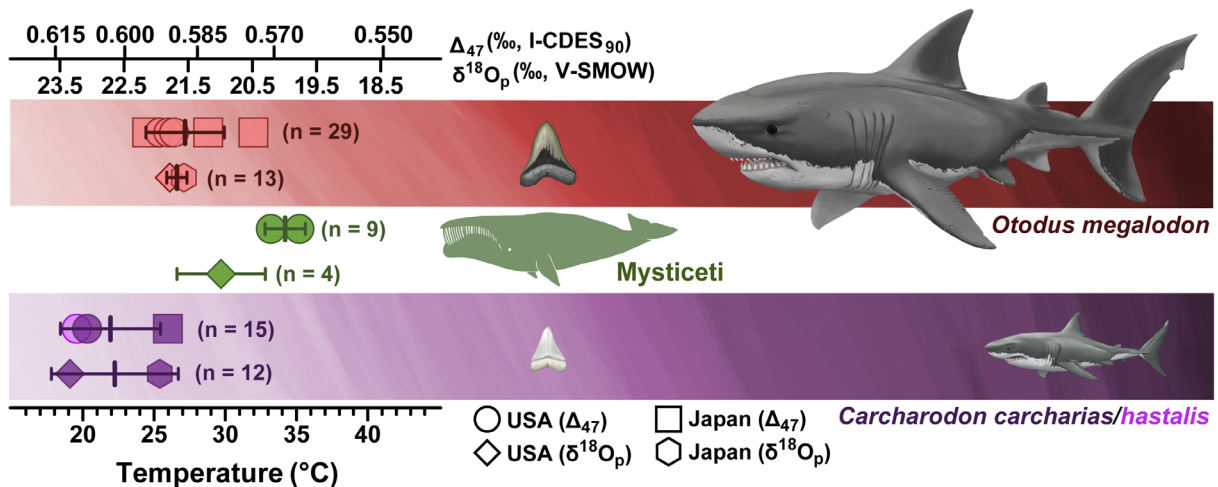 0.615 0.600 0.585 0.570 0.550
Δ47 (‰, I-CDES90)
δ18Op (‰, V-SMOW)
23.5 22.5 21.5 20.5 19.5 18.5
(n = 29)
(n = 13)
Otodus megalodon
(n = 9)
(n = 4)
Mysticeti
(n = 15)
(n = 12)
Carcharodon carcharias/hastalis
20 25 30 35 40
Temperature (°C)
USA (Δ47) Japan (Δ47)
USA (δ18Op) Japan (δ18Op)